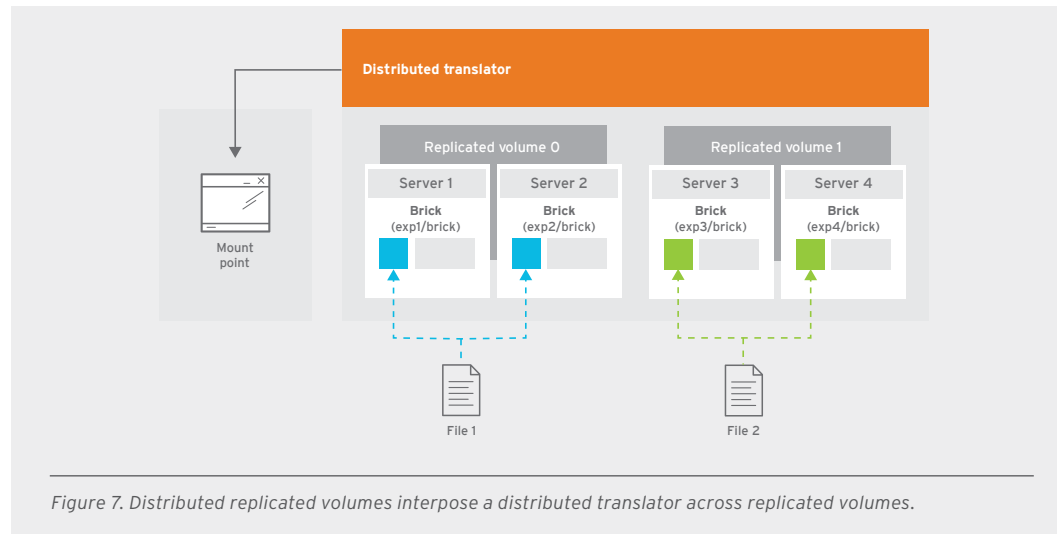 Distributed translator
Replicated volume 0
Replicated volume 1
Server 1
Server 2
Server 3
Server 4
Brick
(exp1/brick)
Brick
(exp2/brick)
Brick
(exp3/brick)
Brick
(exp4/brick)
Mount
point
File 1
File 2
Figure 7. Distributed replicated volumes interpose a distributed translator across replicated volumes.